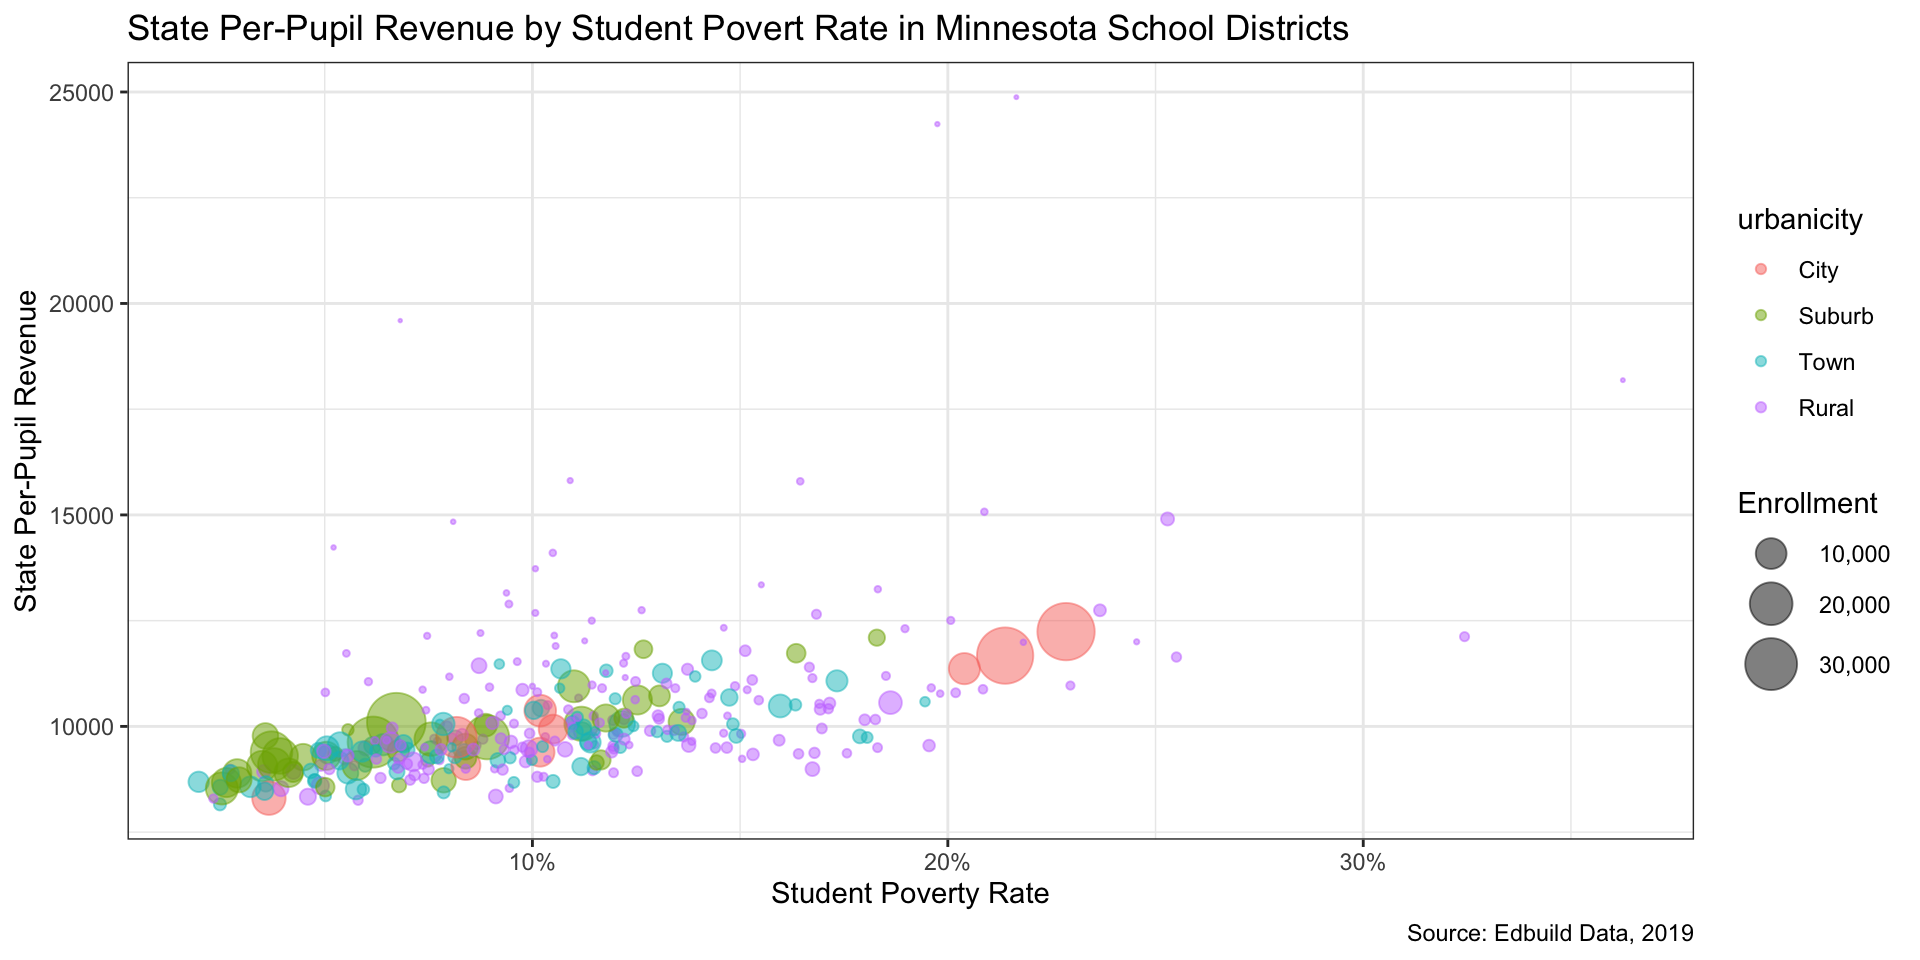 State Per-Pupil Revenue by Student Povert Rate in Minnesota School Districts
State Per-Pupil Revenue
25000
20000
15000
10000
10%
20%
30%
Student Poverty Rate
urbanicity
City
Suburb
Town
Rural
Enrollment
10,000
20,000
30,000
Source: Edbuild Data, 2019